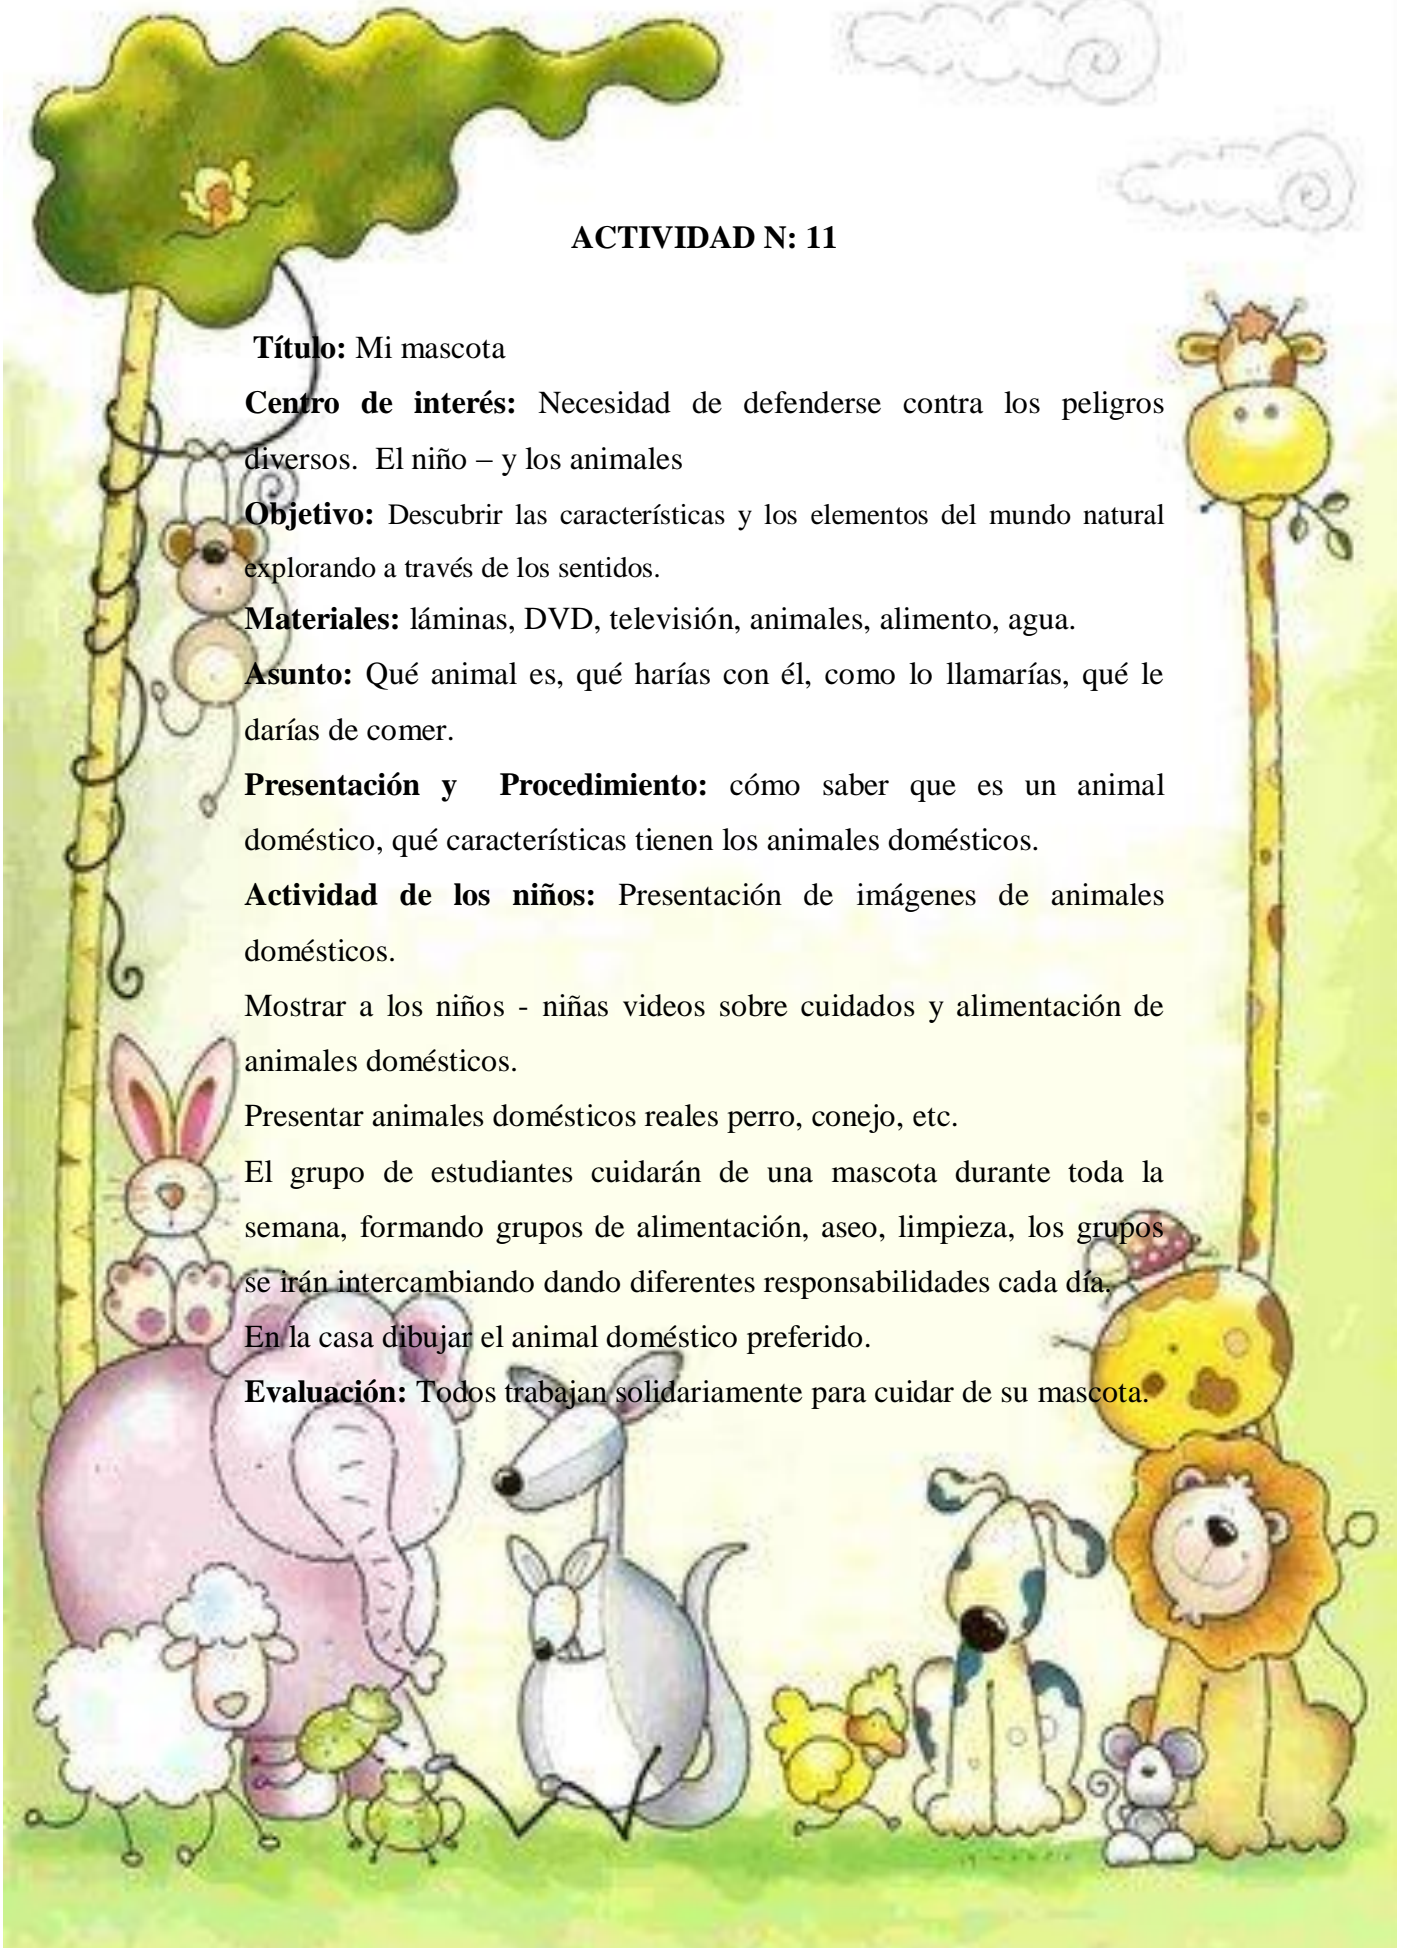 ACTIVIDAD N: 11
Título: Mi mascota
Centro de interés: Necesidad de defenderse contra los peligros
diversos. El niño – y los animales
Objetivo: Descubrir las características y los elementos del mundo natural
explorando a través de los sentidos.
Materiales: láminas, DVD, televisión, animales, alimento, agua.
Asunto: Qué animal es, qué harías con él, como lo llamarías, qué le
darías de comer.
Presentación y Procedimiento: cómo saber que es un animal
doméstico, qué características tienen los animales domésticos.
Actividad de los niños: Presentación de imágenes de animales
domésticos.
Mostrar a los niños - niñas videos sobre cuidados y alimentación de
animales domésticos.
Presentar animales domésticos reales perro, conejo, etc.
El grupo de estudiantes cuidarán de una mascota durante toda la
semana, formando grupos de alimentación, aseo, limpieza, los grupos
se irán intercambiando dando diferentes responsabilidades cada día.
En la casa dibujar el animal doméstico preferido.
Evaluación: Todos trabajan solidariamente para cuidar de su mascota.